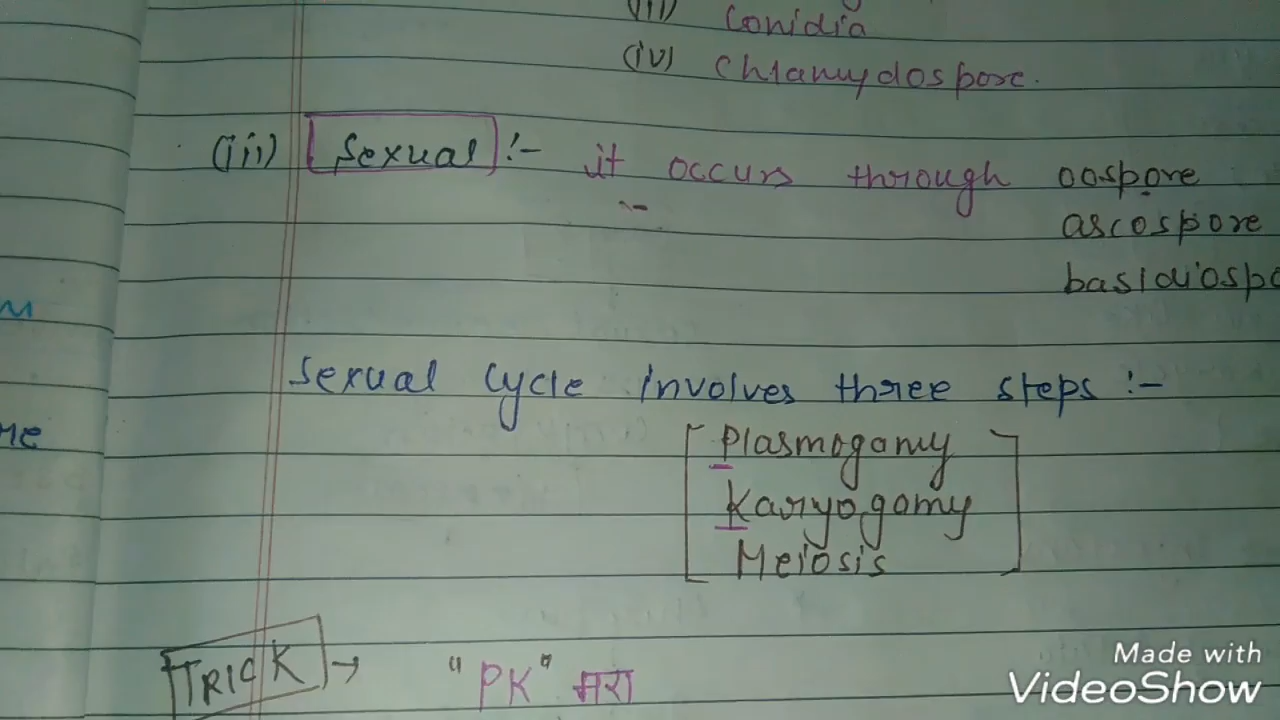 (iii) Conidia
(iv) Chlamydospore.
(iii) Sexual :- it occurs through oospore
ascospore
basidiospo
Sexual cycle involves three steps :-
Plasmogamy
Karyogamy
Meiosis
TRICK → "PK" मरा
Made with
VideoShow